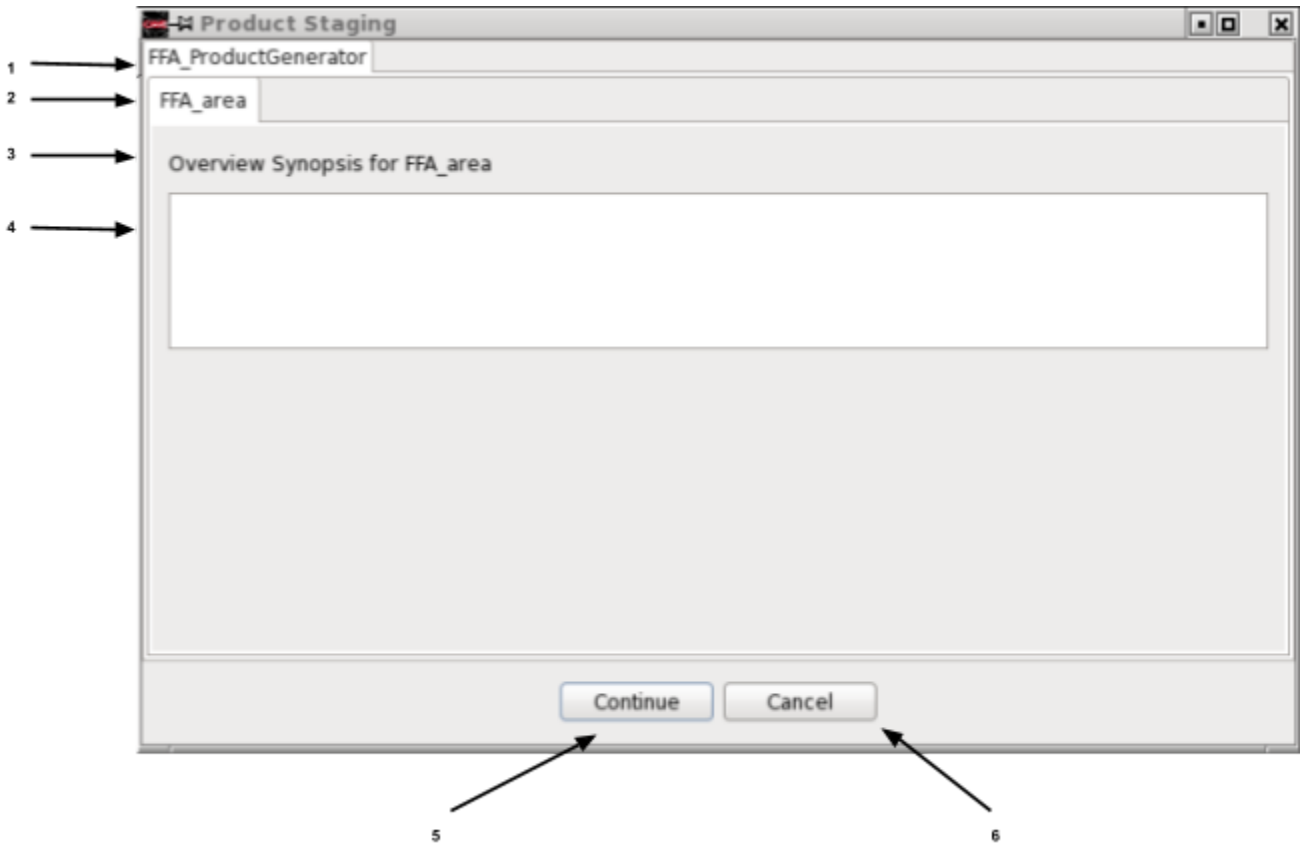 Product Staging
1 FFA_ProductGenerator
2 FFA_area
3 Overview Synopsis for FFA_area
4
Continue Cancel
5 6